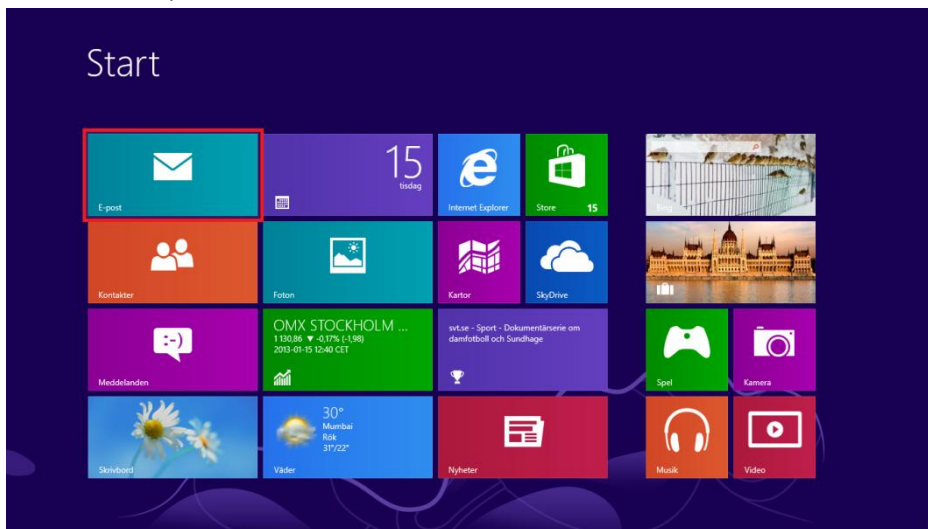 Start
E-post
15
tisdag
Internet Explorer
Store
15
Bing
Kontakter
Foton
Kartor
SkyDrive
Meddelanden
OMX STOCKHOLM ...
1 130,86 ▼ -0,17% (-1,98)
2013-01-15 12:40 CET
svt.se - Sport - Dokumentärserie om
damfotboll och Sundhage
Spel
Kamera
Skrivbord
30°
Mumbai
Rök
31°/22°
Väder
Nyheter
Musik
Video